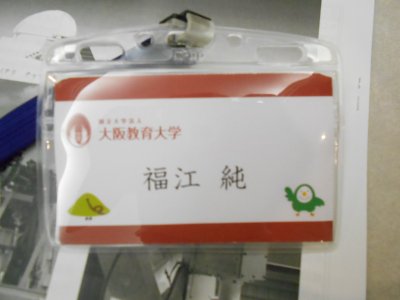 国立大学法人
大阪教育大学
福江 純